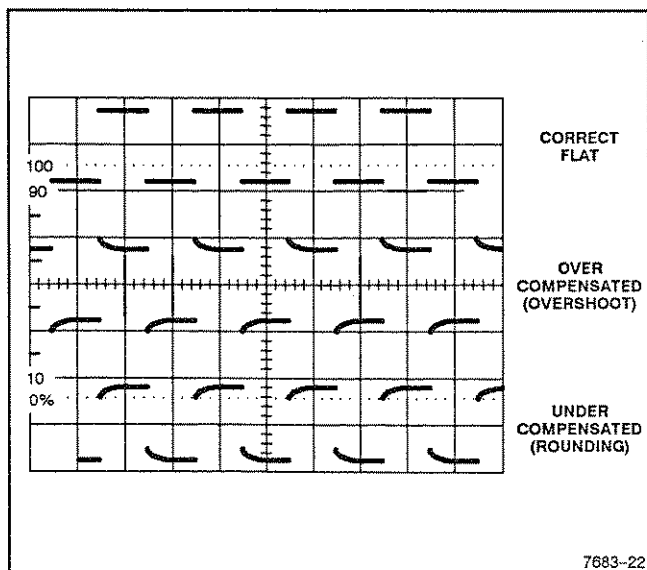 CORRECT
FLAT
100
90
OVER
COMPENSATED
(OVERSHOOT)
10
0%
UNDER
COMPENSATED
(ROUNDING)
7683-22